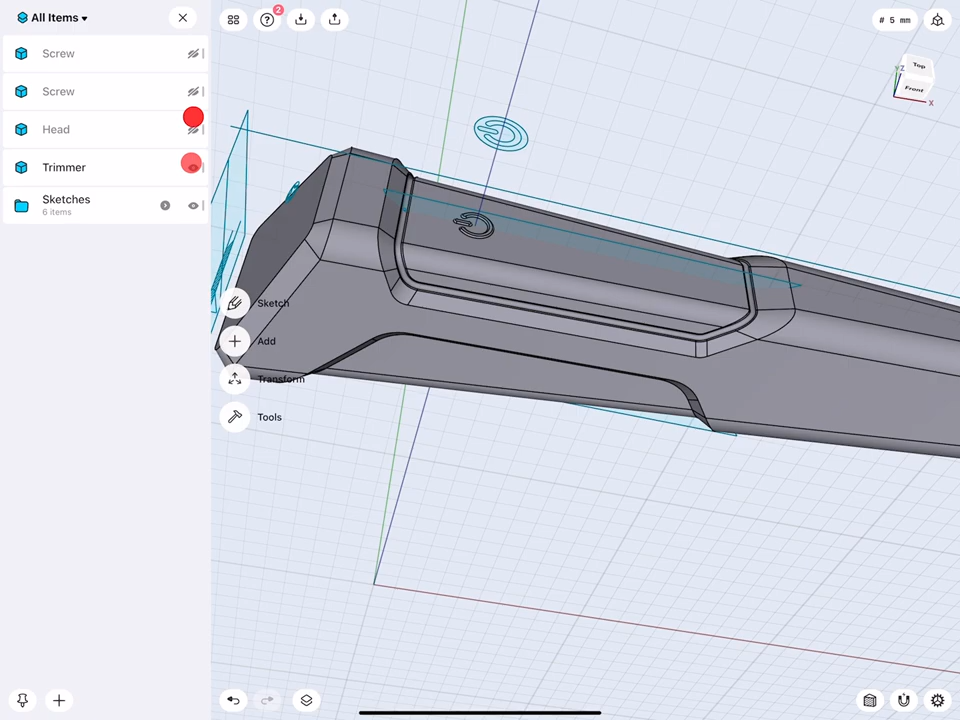 All Items
2
# 5 mm
Screw
Screw
Head
Trimmer
Sketches
6 items
Top
Front
Z
X
Sketch
Add
Transform
Tools